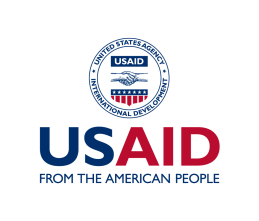 UNITED STATES AGENCY
USAID
INTERNATIONAL DEVELOPMENT
USAID
FROM THE AMERICAN PEOPLE